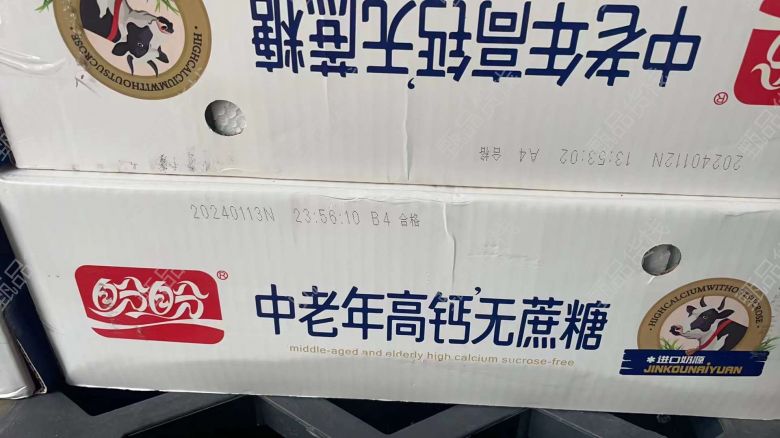 HIGHCALCIUMWITHOUTSUCROSE
中老年高钙无蔗糖
®
20240112N 13:53:02 A4 合格
20240113N 23:56:10 B4 合格
盼盼®
中老年高钙无蔗糖
middle-aged and elderly high calcium sucrose-free
进口奶源
JINKOUNAIYUAN